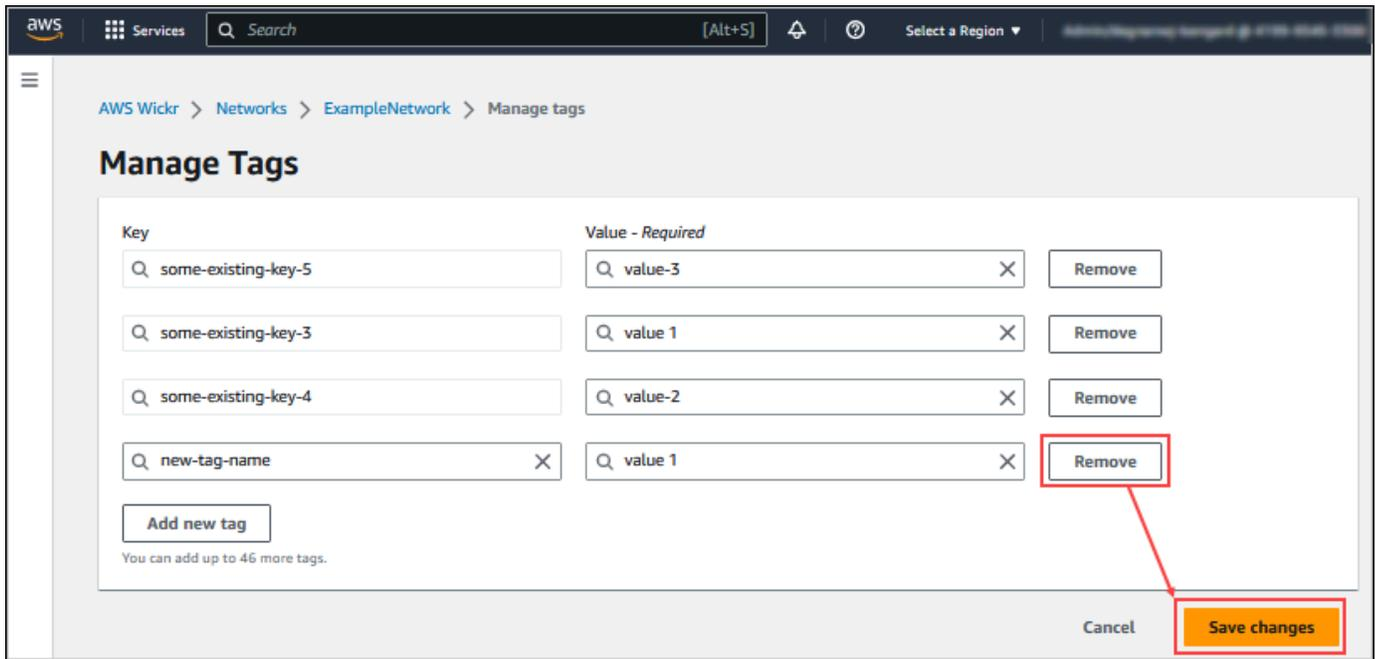 aws Services Search [Alt+S] Select a Region
AWS Wickr > Networks > ExampleNetwork > Manage tags
Manage Tags
Key Value - Required
some-existing-key-5 value-3 Remove
some-existing-key-3 value 1 Remove
some-existing-key-4 value-2 Remove
new-tag-name value 1 Remove
Add new tag
You can add up to 46 more tags.
Cancel Save changes